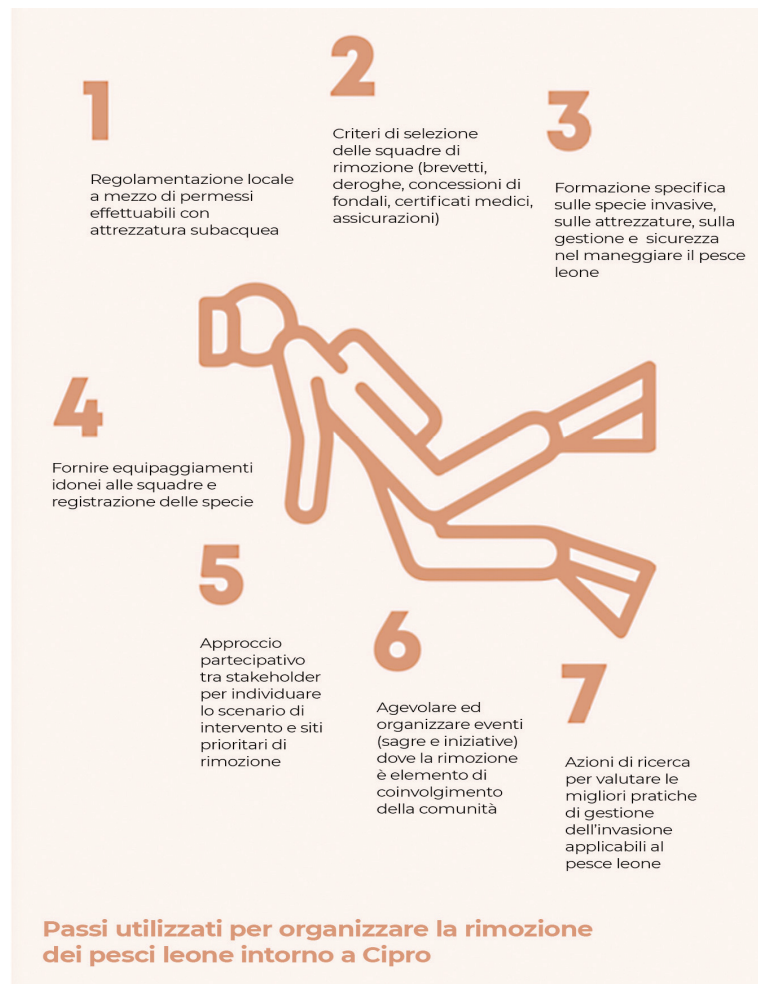 1
Regolamentazione locale
a mezzo di permessi
effettuabili con
attrezzatura subacquea
2
Criteri di selezione
delle squadre di
rimozione (brevetti,
deroghe, concessioni di
fondali, certificati medici,
assicurazioni)
3
Formazione specifica
sulle specie invasive,
sulle attrezzature, sulla
gestione e sicurezza
nel maneggiare il pesce
leone
4
Fornire equipaggiamenti
idonei alle squadre e
registrazione delle specie
5
Approccio
partecipativo
tra stakeholder
per individuare
lo scenario di
intervento e siti
prioritari di
rimozione
6
Agevolare ed
organizzare eventi
(sagre e iniziative)
dove la rimozione
è elemento di
coinvolgimento
della comunità
7
Azioni di ricerca
per valutare le
migliori pratiche
di gestione
dell'invasione
applicabili al
pesce leone
Passi utilizzati per organizzare la rimozione
dei pesci leone intorno a Cipro